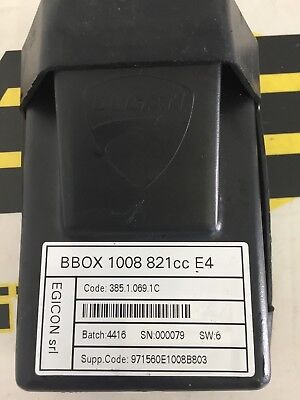 DUCATI
BBOX 1008 821cc E4
EGICON srl
Code: 385.1.069.1C
Batch:4416 SN:000079 SW:6
Supp.Code: 971560E1008B803